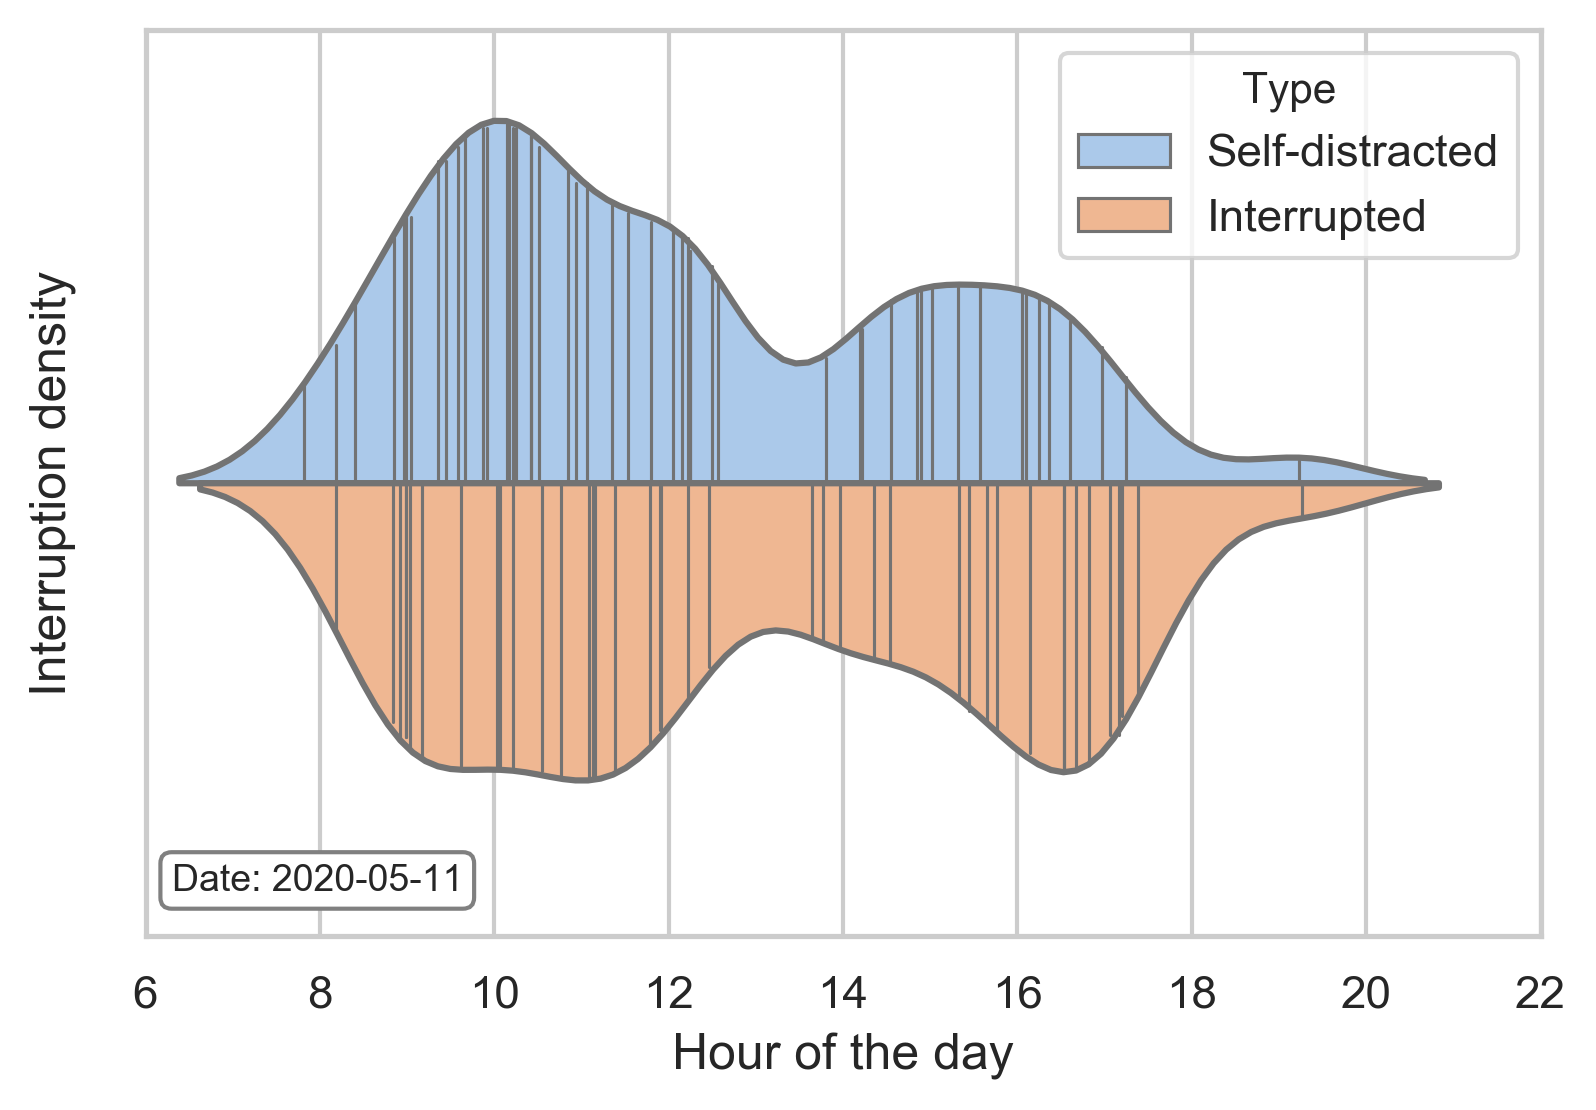 Type
Self-distracted
Interrupted
Interruption density
Date: 2020-05-11
6 8 10 12 14 16 18 20 22
Hour of the day